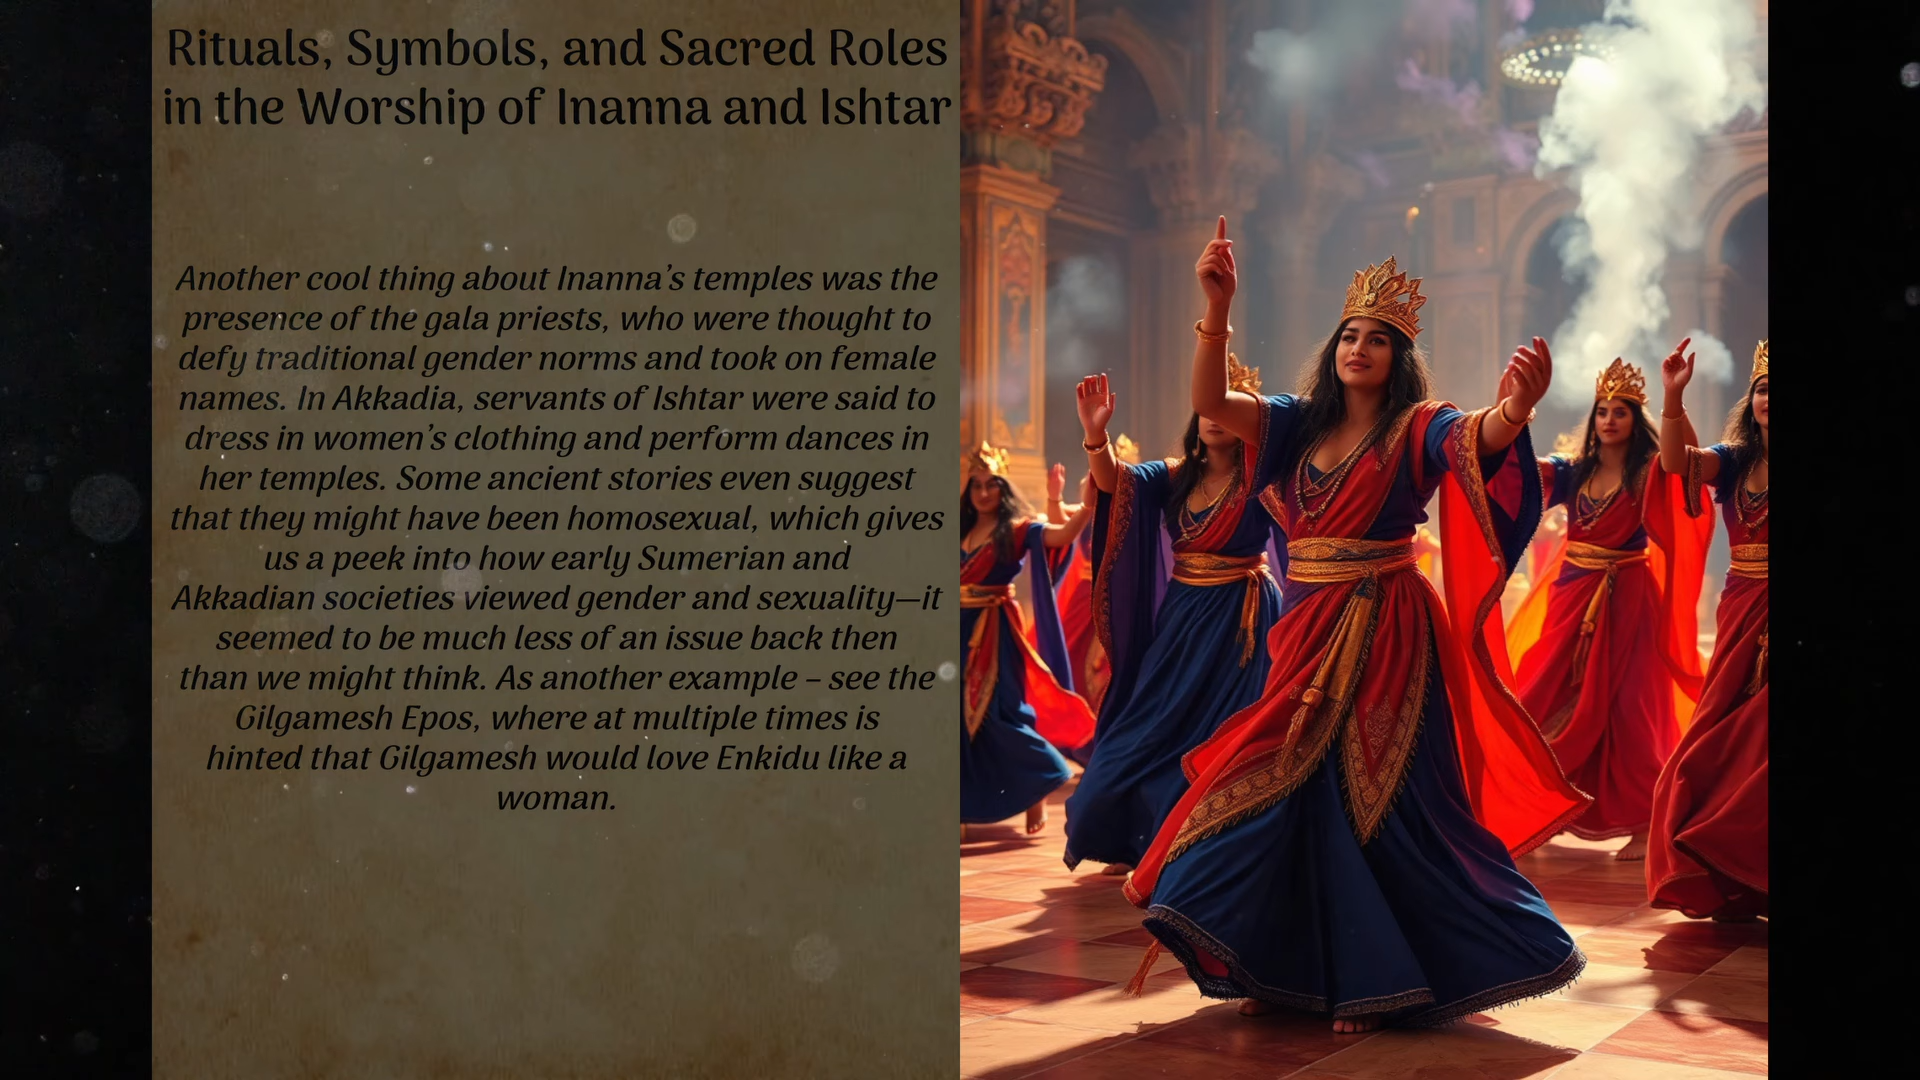 Rituals, Symbols, and Sacred Roles
in the Worship of Inanna and Ishtar
Another cool thing about Inanna’s temples was the
presence of the gala priests, who were thought to
defy traditional gender norms and took on female
names. In Akkadia, servants of Ishtar were said to
dress in women’s clothing and perform dances in
her temples. Some ancient stories even suggest
that they might have been homosexual, which gives
us a peek into how early Sumerian and
Akkadian societies viewed gender and sexuality—it
seemed to be much less of an issue back then
than we might think. As another example – see the
Gilgamesh Epos, where at multiple times is
hinted that Gilgamesh would love Enkidu like a
woman.